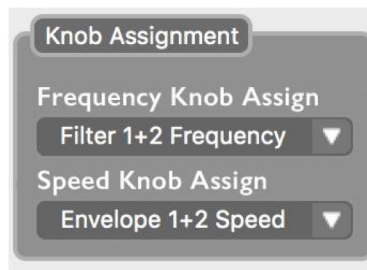 Knob Assignment
Frequency Knob Assign
Filter 1+2 Frequency
Speed Knob Assign
Envelope 1+2 Speed